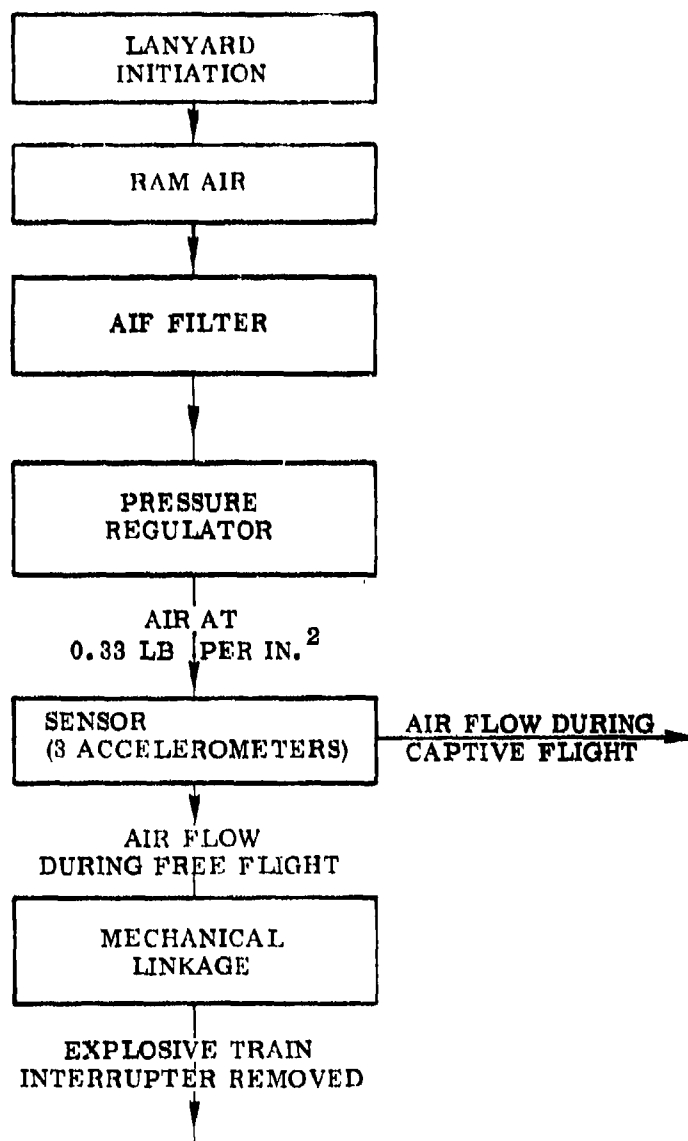 LANYARD
INITIATION
RAM AIR
AIF FILTER
PRESSURE
REGULATOR
AIR AT
0.33 LB PER IN.²
SENSOR
(3 ACCELEROMETERS)
AIR FLOW DURING
CAPTIVE FLIGHT
AIR FLOW
DURING FREE FLIGHT
MECHANICAL
LINKAGE
EXPLOSIVE TRAIN
INTERRUPTER REMOVED